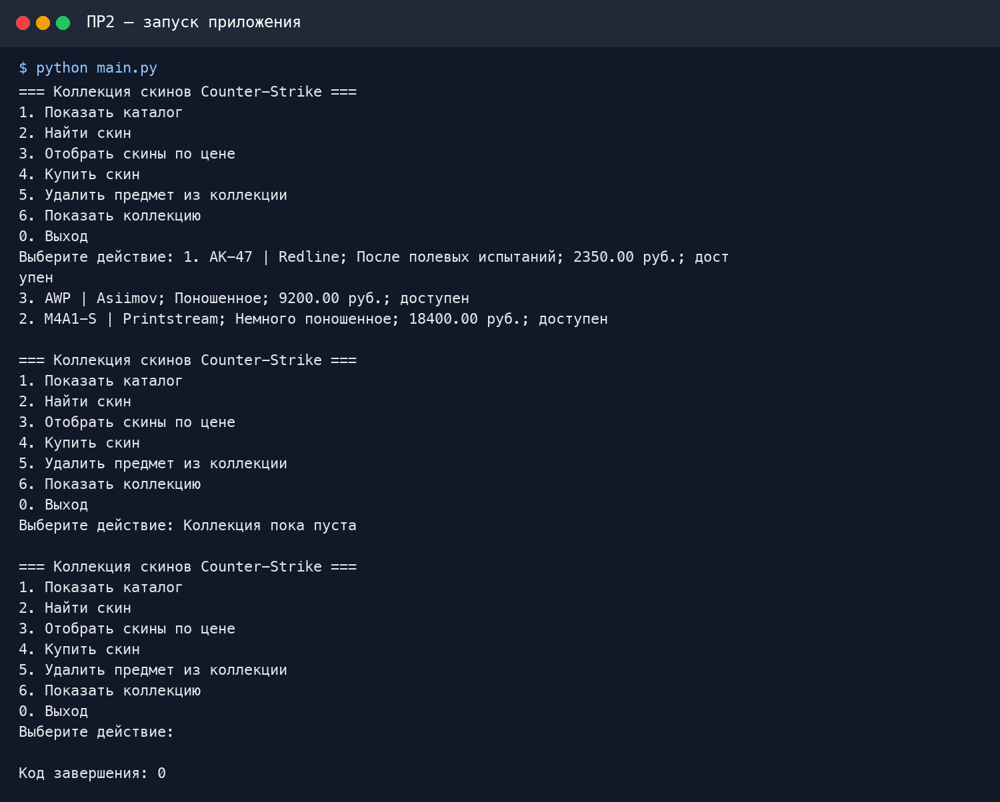 ПР2 — запуск приложения
$ python main.py
=== Коллекция скинов Counter-Strike ===
1. Показать каталог
2. Найти скин
3. Отобрать скины по цене
4. Купить скин
5. Удалить предмет из коллекции
6. Показать коллекцию
0. Выход
Выберите действие: 1. AK-47 | Redline; После полевых испытаний; 2350.00 руб.; дост
упен
3. AWP | Asiimov; Поношенное; 9200.00 руб.; доступен
2. M4A1-S | Printstream; Немного поношенное; 18400.00 руб.; доступен
=== Коллекция скинов Counter-Strike ===
1. Показать каталог
2. Найти скин
3. Отобрать скины по цене
4. Купить скин
5. Удалить предмет из коллекции
6. Показать коллекцию
0. Выход
Выберите действие: Коллекция пока пуста
=== Коллекция скинов Counter-Strike ===
1. Показать каталог
2. Найти скин
3. Отобрать скины по цене
4. Купить скин
5. Удалить предмет из коллекции
6. Показать коллекцию
0. Выход
Выберите действие:
Код завершения: 0